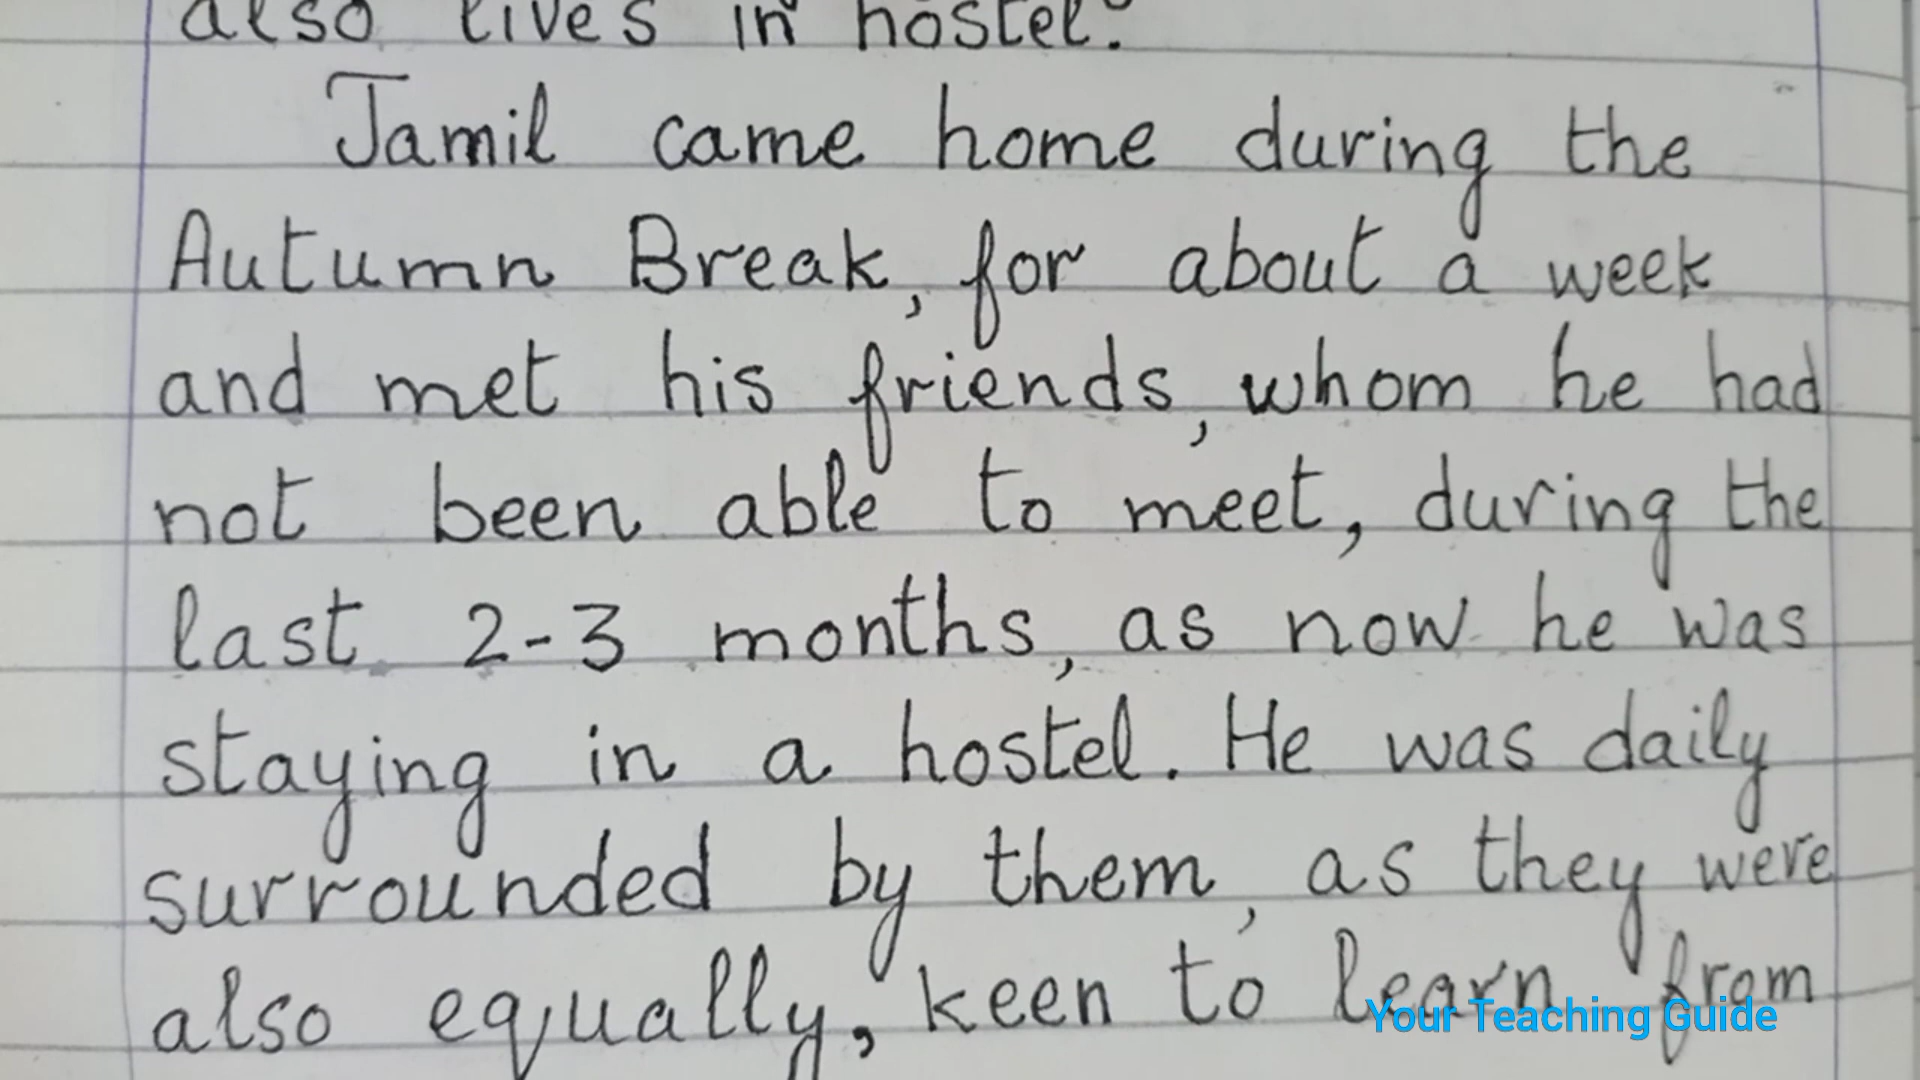 also lives in hostel.
Jamil came home during the
Autumn Break, for about a week
and met his friends, whom he had
not been able to meet, during the
last 2-3 months, as now he was
staying in a hostel. He was daily
surrounded by them, as they were
also equally, keen to learn from
Your Teaching Guide